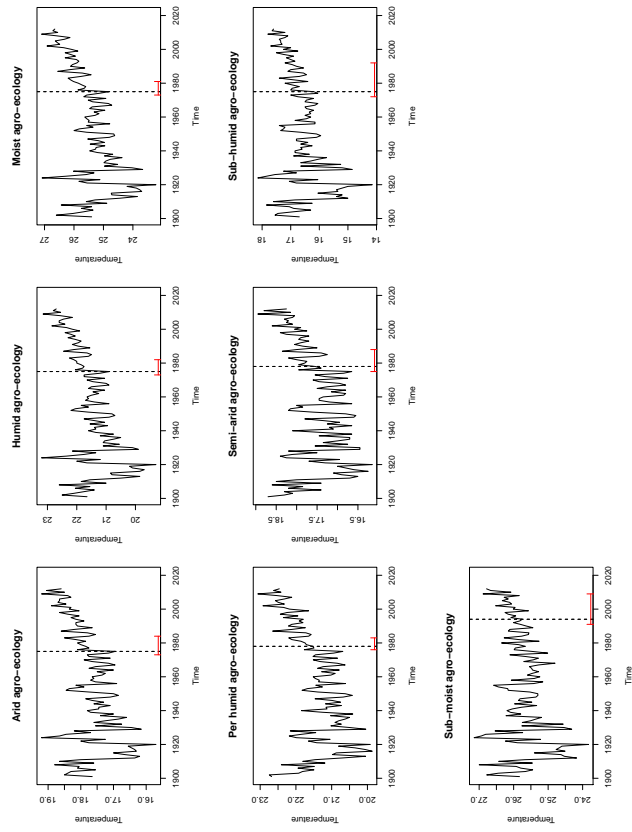 Arid agro−ecology
Temperature
19.0
18.0
17.0
16.0
1900 1920 1940 1960 1980 2000 2020
Time
Humid agro−ecology
Temperature
23
22
21
20
1900 1920 1940 1960 1980 2000 2020
Time
Moist agro−ecology
Temperature
27
26
25
24
1900 1920 1940 1960 1980 2000 2020
Time
Per humid agro−ecology
Temperature
23.0
22.0
21.0
20.0
1900 1920 1940 1960 1980 2000 2020
Time
Semi−arid agro−ecology
Temperature
18.5
17.5
16.5
1900 1920 1940 1960 1980 2000 2020
Time
Sub−humid agro−ecology
Temperature
18
17
16
15
14
1900 1920 1940 1960 1980 2000 2020
Time
Sub−moist agro−ecology
Temperature
27.0
26.0
25.0
24.0
1900 1920 1940 1960 1980 2000 2020
Time